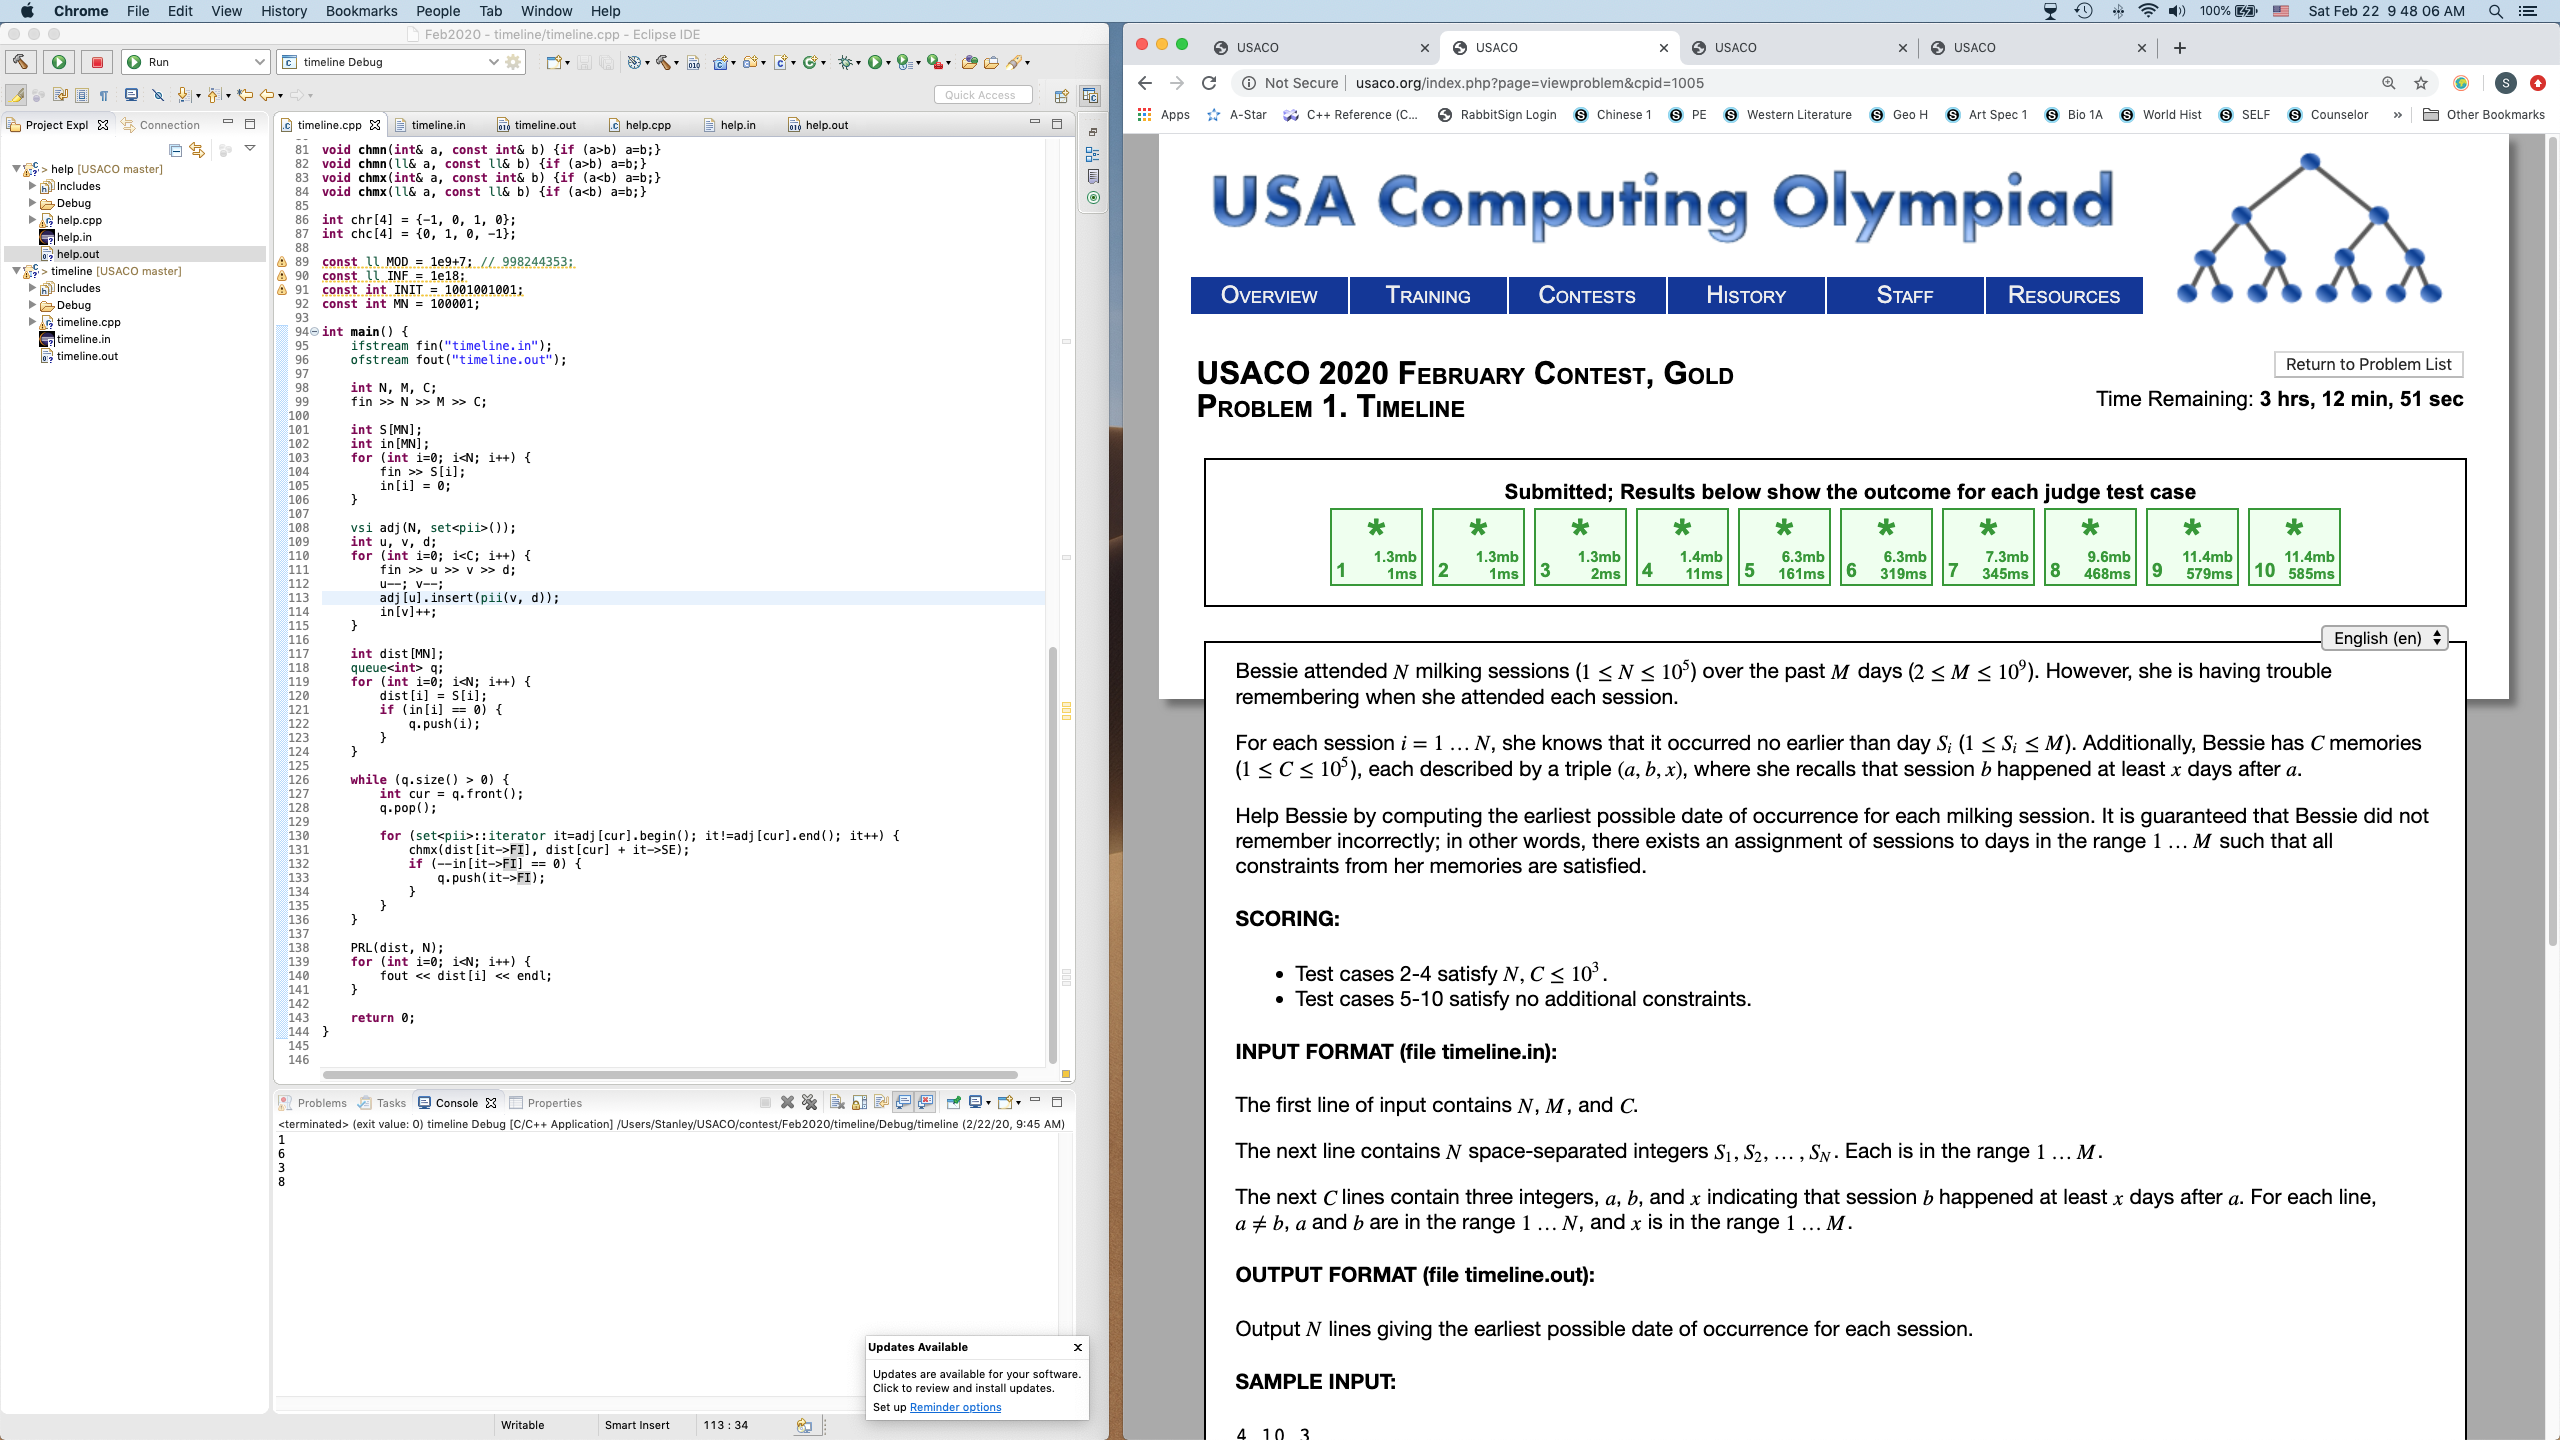 Chrome File Edit View History Bookmarks People Tab Window Help
100% Sat Feb 22 9 48 06 AM
Feb2020 - timeline/timeline.cpp - Eclipse IDE
Run
timeline Debug
Quick Access
Project Expl
Connection
timeline.cpp
timeline.in
timeline.out
help.cpp
help.in
help.out
> help [USACO master]
Includes
Debug
help.cpp
help.in
help.out
> timeline [USACO master]
Includes
Debug
timeline.cpp
timeline.in
timeline.out
81 void chmn(int& a, const int& b) {if (a>b) a=b;}
82 void chmn(ll& a, const ll& b) {if (a>b) a=b;}
83 void chmx(int& a, const int& b) {if (a<b) a=b;}
84 void chmx(ll& a, const ll& b) {if (a<b) a=b;}
85
86 int chr[4] = {-1, 0, 1, 0};
87 int chc[4] = {0, 1, 0, -1};
88
89 const ll MOD = 1e9+7; // 998244353;
90 const ll INF = 1e18;
91 const int INIT = 1001001001;
92 const int MN = 100001;
93
94 int main() {
95 ifstream fin("timeline.in");
96 ofstream fout("timeline.out");
97
98 int N, M, C;
99 fin >> N >> M >> C;
100
101 int S[MN];
102 int in[MN];
103 for (int i=0; i<N; i++) {
104 fin >> S[i];
105 in[i] = 0;
106 }
107
108 vsi adj(N, set<pii>());
109 int u, v, d;
110 for (int i=0; i<C; i++) {
111 fin >> u >> v >> d;
112 u--; v--;
113 adj[u].insert(pii(v, d));
114 in[v]++;
115 }
116
117 int dist[MN];
118 queue<int> q;
119 for (int i=0; i<N; i++) {
120 dist[i] = S[i];
121 if (in[i] == 0) {
122 q.push(i);
123 }
124 }
125
126 while (q.size() > 0) {
127 int cur = q.front();
128 q.pop();
129
130 for (set<pii>::iterator it=adj[cur].begin(); it!=adj[cur].end(); it++) {
131 chmx(dist[it->FI], dist[cur] + it->SE);
132 if (--in[it->FI] == 0) {
133 q.push(it->FI);
134 }
135 }
136 }
137
138 PRL(dist, N);
139 for (int i=0; i<N; i++) {
140 fout << dist[i] << endl;
141 }
142
143 return 0;
144 }
145
146
Problems Tasks Console Properties
<terminated> (exit value: 0) timeline Debug [C/C++ Application] /Users/Stanley/USACO/contest/Feb2020/timeline/Debug/timeline (2/22/20, 9:45 AM)
1
6
3
8
Updates Available x
Updates are available for your software.
Click to review and install updates.
Set up Reminder options
Writable Smart Insert 113 : 34
USACO USACO USACO USACO
Not Secure usaco.org/index.php?page=viewproblem&cpid=1005
S
Apps A-Star C++ Reference (C... RabbitSign Login Chinese 1 PE Western Literature Geo H Art Spec 1 Bio 1A World Hist SELF Counselor » Other Bookmarks
USA Computing Olympiad
OVERVIEW TRAINING CONTESTS HISTORY STAFF RESOURCES
USACO 2020 FEBRUARY CONTEST, GOLD
PROBLEM 1. TIMELINE
Return to Problem List
Time Remaining: 3 hrs, 12 min, 51 sec
Submitted; Results below show the outcome for each judge test case
* * * * * * * * * *
1.3mb 1.3mb 1.3mb 1.4mb 6.3mb 6.3mb 7.3mb 9.6mb 11.4mb 11.4mb
1 1ms 2 1ms 3 2ms 4 11ms 5 161ms 6 319ms 7 345ms 8 468ms 9 579ms 10 585ms
English (en)
Bessie attended N milking sessions (1 ≤ N ≤ 10⁵) over the past M days (2 ≤ M ≤ 10⁹). However, she is having trouble
remembering when she attended each session.
For each session i = 1 … N, she knows that it occurred no earlier than day Sᵢ (1 ≤ Sᵢ ≤ M). Additionally, Bessie has C memories
(1 ≤ C ≤ 10⁵), each described by a triple (a, b, x), where she recalls that session b happened at least x days after a.
Help Bessie by computing the earliest possible date of occurrence for each milking session. It is guaranteed that Bessie did not
remember incorrectly; in other words, there exists an assignment of sessions to days in the range 1 … M such that all
constraints from her memories are satisfied.
SCORING:
• Test cases 2-4 satisfy N, C ≤ 10³.
• Test cases 5-10 satisfy no additional constraints.
INPUT FORMAT (file timeline.in):
The first line of input contains N, M, and C.
The next line contains N space-separated integers S₁, S₂, … , S_N. Each is in the range 1 … M.
The next C lines contain three integers, a, b, and x indicating that session b happened at least x days after a. For each line,
a ≠ b, a and b are in the range 1 … N, and x is in the range 1 … M.
OUTPUT FORMAT (file timeline.out):
Output N lines giving the earliest possible date of occurrence for each session.
SAMPLE INPUT:
4 10 3